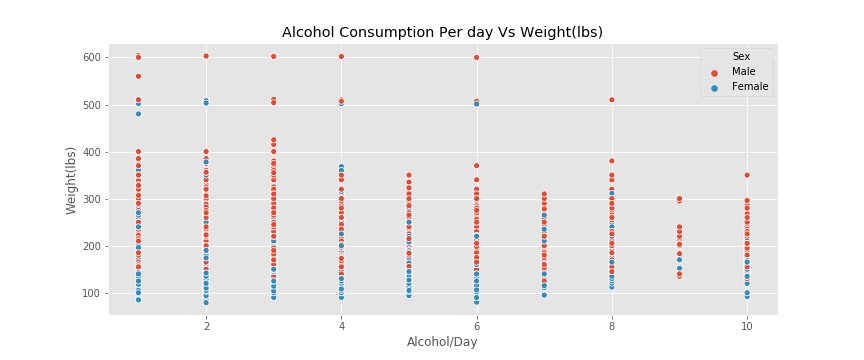 Alcohol Consumption Per day Vs Weight(lbs)
Sex
Male
Female
600
500
400
300
200
100
Weight(lbs)
2 4 6 8 10
Alcohol/Day